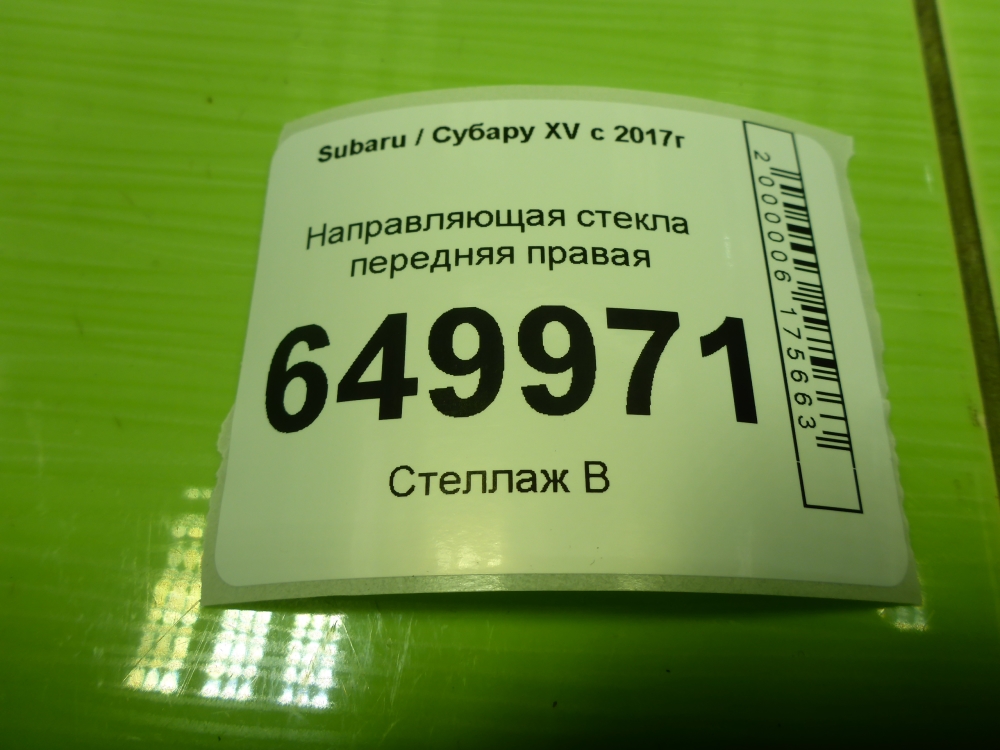 Subaru / Субару XV с 2017г
Направляющая стекла
передняя правая
649971
Стеллаж В
2000006175663